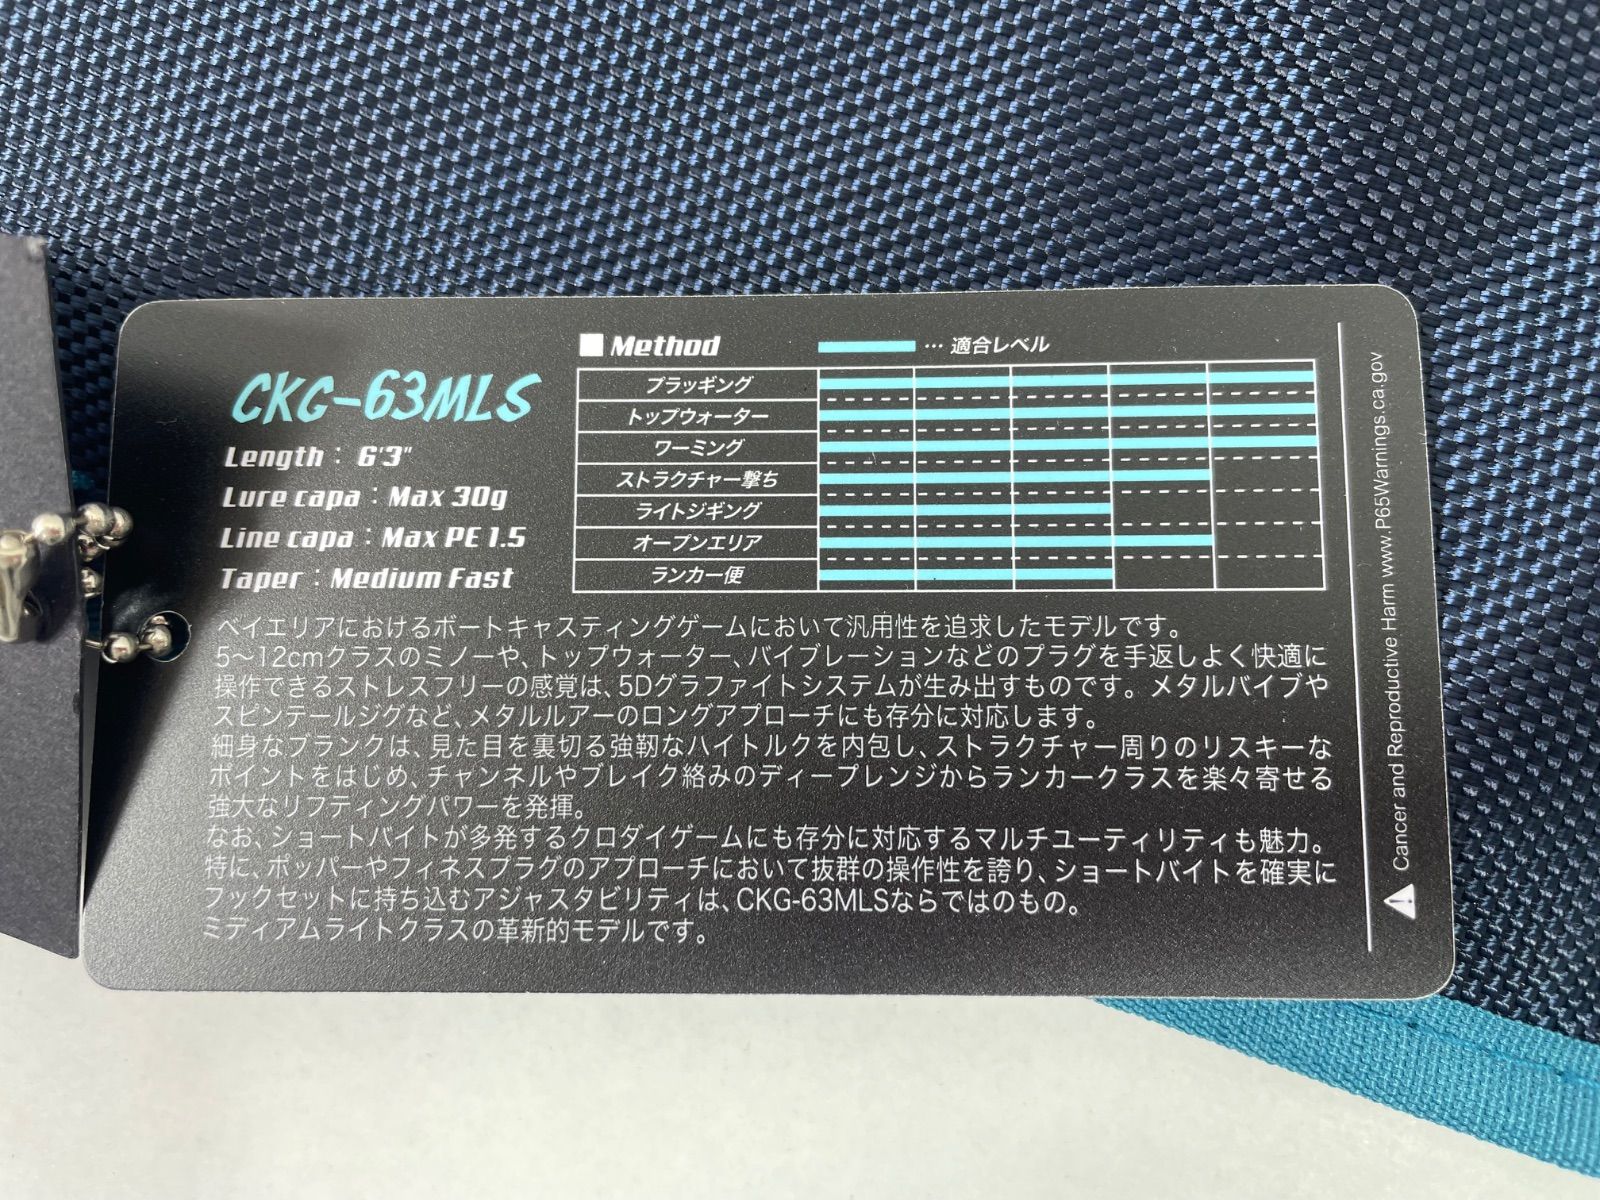 CKG-63MLS
Length : 6'3"
Lure capa : Max 30g
Line capa : Max PE 1.5
Taper : Medium Fast
■ Method
… 適合レベル
プラッギング
トップウォーター
ワーミング
ストラクチャー撃ち
ライトジギング
オープンエリア
ランカー便
ベイエリアにおけるボートキャスティングゲームにおいて汎用性を追求したモデルです。
5〜12cmクラスのミノーや、トップウォーター、バイブレーションなどのプラグを手返しよく快適に
操作できるストレスフリーの感覚は、5Dグラファイトシステムが生み出すものです。メタルバイブや
スピンテールジグなど、メタルルアーのロングアプローチにも存分に対応します。
細身なブランクは、見た目を裏切る強靭なハイトルクを内包し、ストラクチャー周りのリスキーな
ポイントをはじめ、チャンネルやブレイク絡みのディープレンジからランカークラスを楽々寄せる
強大なリフティングパワーを発揮。
なお、ショートバイトが多発するクロダイゲームにも存分に対応するマルチユーティリティも魅力。
特に、ポッパーやフィネスプラグのアプローチにおいて抜群の操作性を誇り、ショートバイトを確実に
フックセットに持ち込むアジャスタビリティは、CKG-63MLSならではのもの。
ミディアムライトクラスの革新的モデルです。
Cancer and Reproductive Harm www.P65Warnings.ca.gov